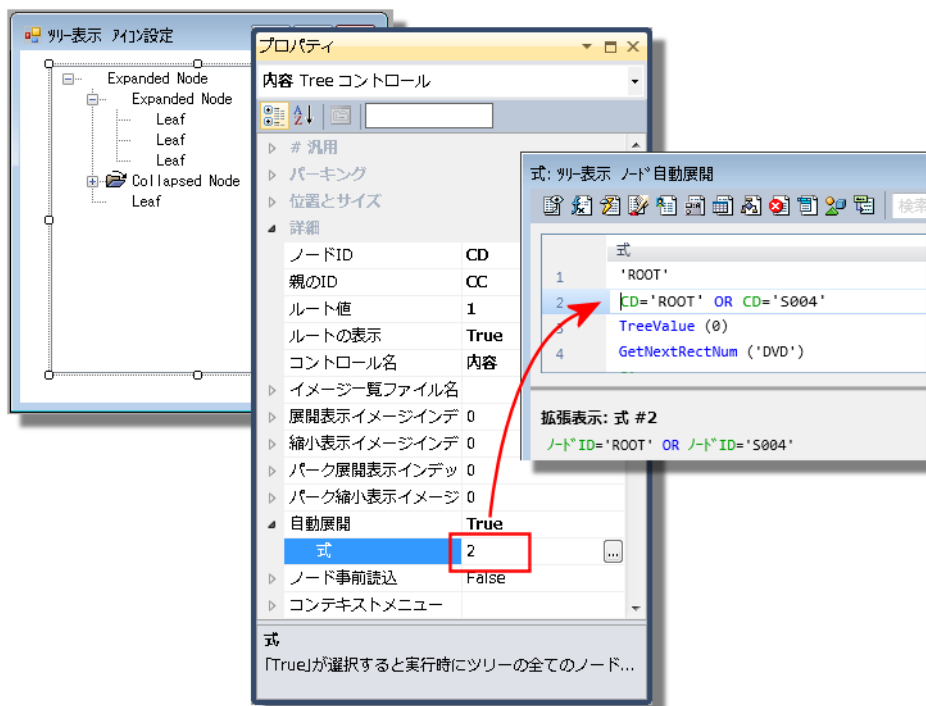 ﾂﾘｰ表示 ｱｲｺﾝ設定
Expanded Node
Expanded Node
Leaf
Leaf
Leaf
Collapsed Node
Leaf
プロパティ
内容 Tree コントロール
# 汎用
パーキング
位置とサイズ
詳細
ノードID CD
親のID CC
ルート値 1
ルートの表示 True
コントロール名 内容
イメージ一覧ファイル名
展開表示イメージインデ 0
縮小表示イメージインデ 0
パーク展開表示インデッ 0
パーク縮小表示イメージ 0
自動展開 True
式 2 ...
ノード事前読込 False
コンテキストメニュー
式
「True」が選択すると実行時にツリーの全てのノード...
式: ﾂﾘｰ表示 ﾉｰﾄﾞ自動展開
検索
式
1 'ROOT'
2 CD='ROOT' OR CD='S004'
3 TreeValue (0)
4 GetNextRectNum ('DVD')
拡張表示: 式 #2
ﾉｰﾄﾞID='ROOT' OR ﾉｰﾄﾞID='S004'